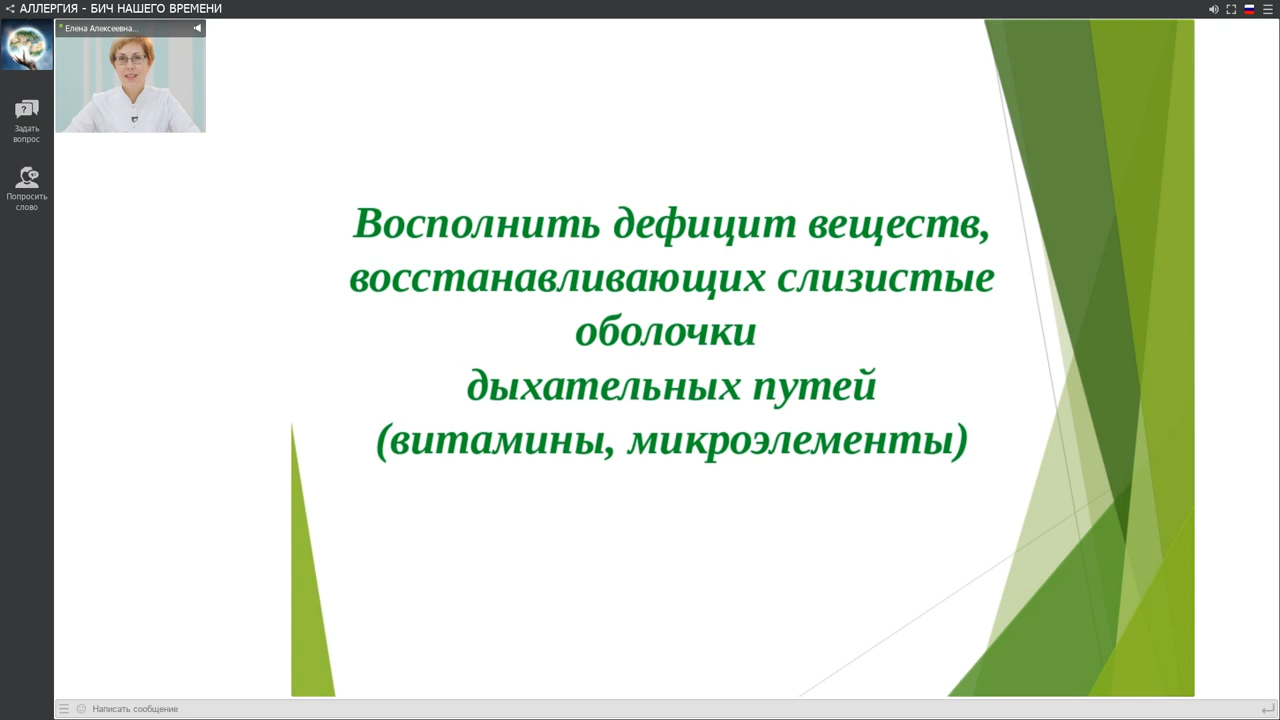 АЛЛЕРГИЯ - БИЧ НАШЕГО ВРЕМЕНИ
Елена Алексеевна...
Задать
вопрос
Попросить
слово
Восполнить дефицит веществ,
восстанавливающих слизистые
оболочки
дыхательных путей
(витамины, микроэлементы)
Написать сообщение